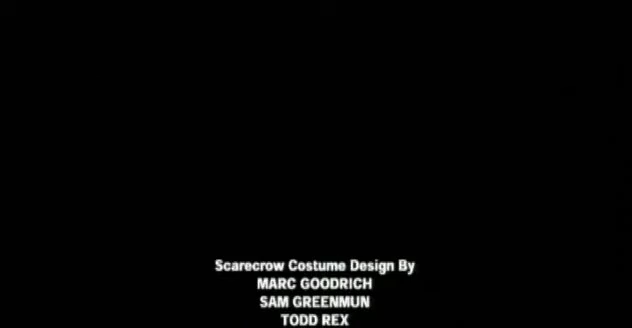 Scarecrow Costume Design By
MARC GOODRICH
SAM GREENMUN
TODD REX